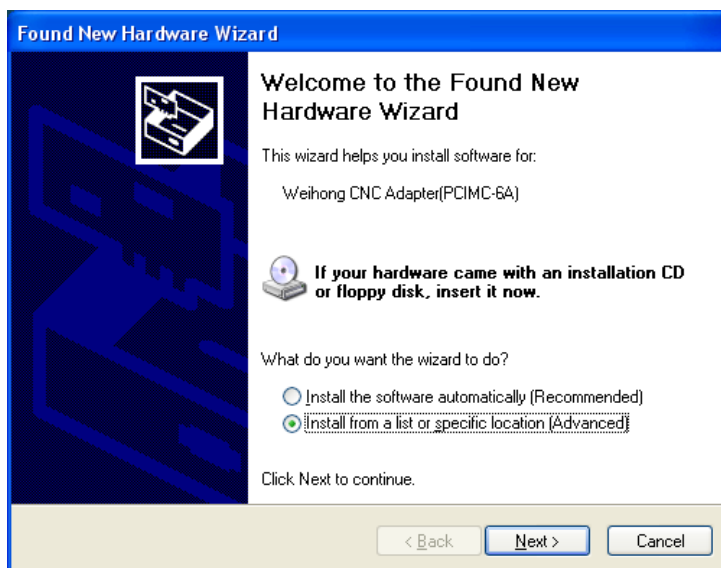 Found New Hardware Wizard
Welcome to the Found New
Hardware Wizard
This wizard helps you install software for:
Weihong CNC Adapter(PCIMC-6A)
If your hardware came with an installation CD
or floppy disk, insert it now.
What do you want the wizard to do?
Install the software automatically (Recommended)
Install from a list or specific location (Advanced)
Click Next to continue.
< Back
Next >
Cancel